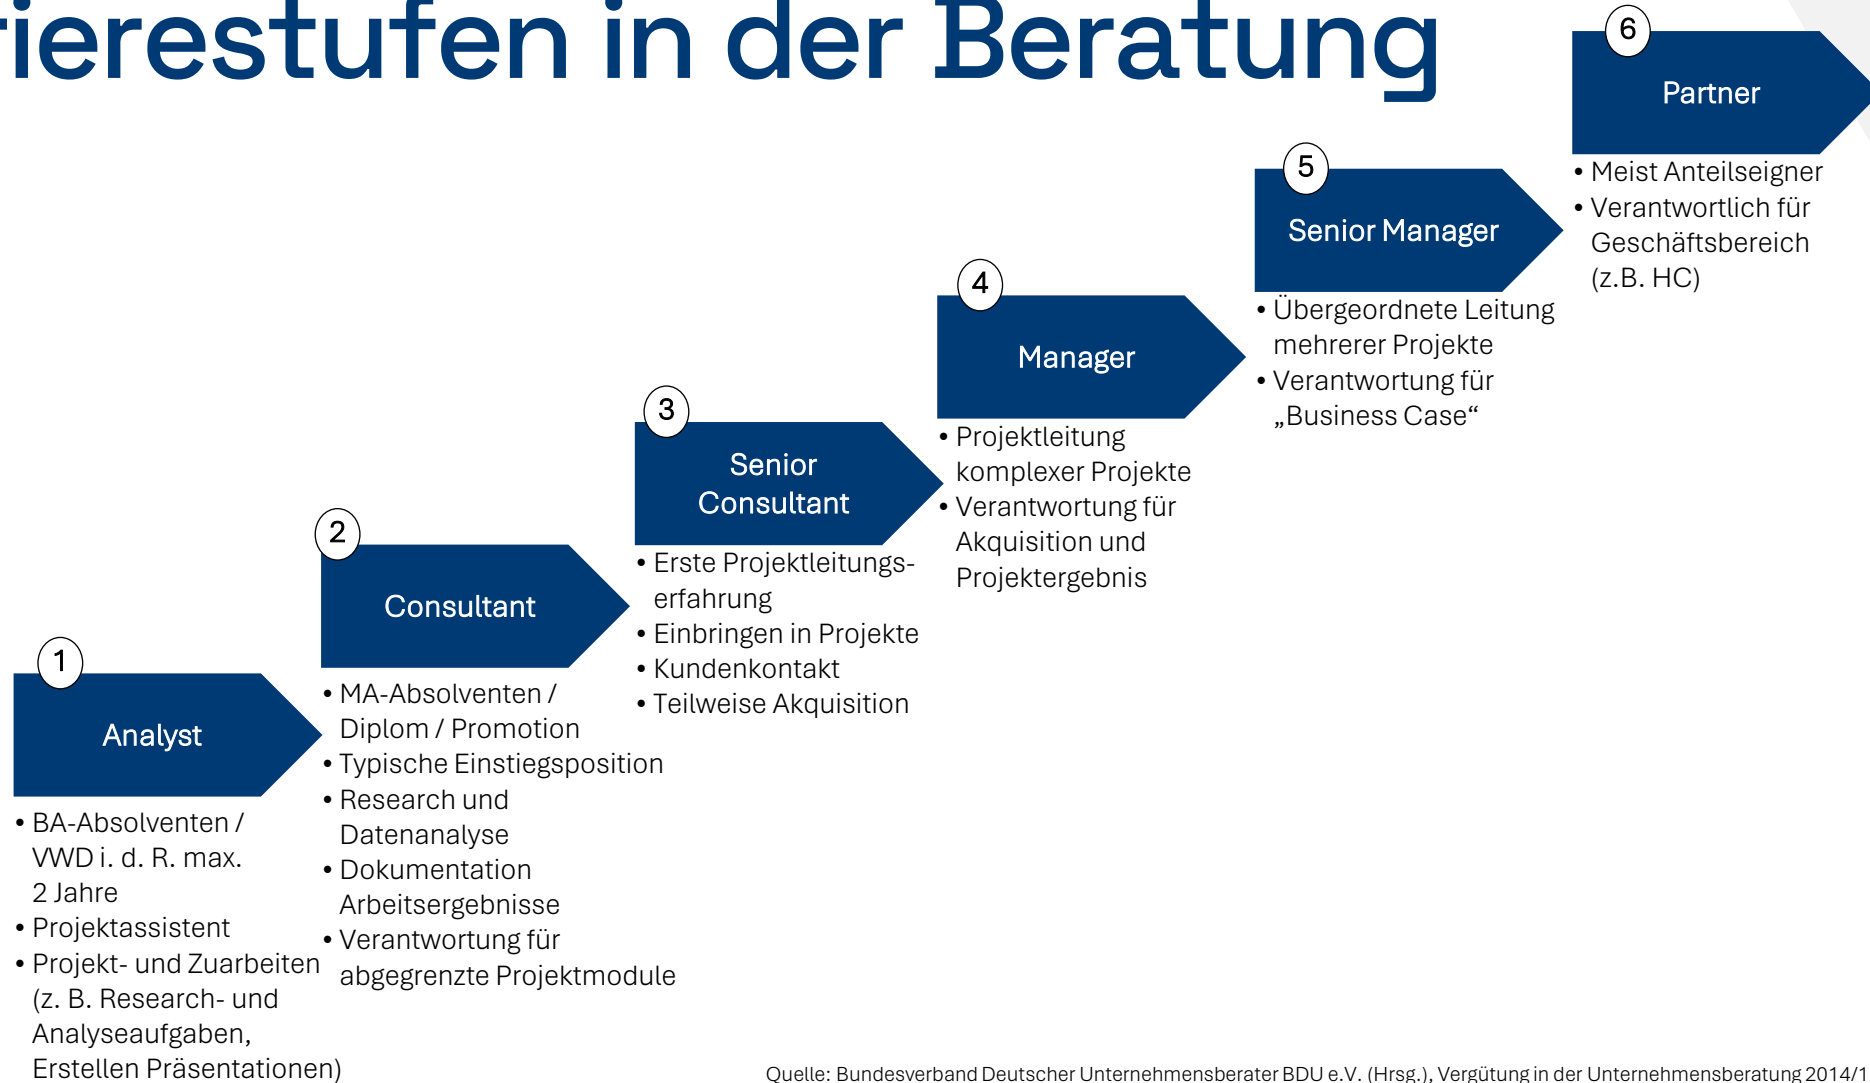 rierestufen in der Beratung
1
Analyst
• BA-Absolventen /
VWD i. d. R. max.
2 Jahre
• Projektassistent
• Projekt- und Zuarbeiten
(z. B. Research- und
Analyseaufgaben,
Erstellen Präsentationen)
2
Consultant
• MA-Absolventen /
Diplom / Promotion
• Typische Einstiegsposition
• Research und
Datenanalyse
• Dokumentation
Arbeitsergebnisse
• Verantwortung für
abgegrenzte Projektmodule
3
Senior
Consultant
• Erste Projektleitungs-
erfahrung
• Einbringen in Projekte
• Kundenkontakt
• Teilweise Akquisition
4
Manager
• Projektleitung
komplexer Projekte
• Verantwortung für
Akquisition und
Projektergebnis
5
Senior Manager
• Übergeordnete Leitung
mehrerer Projekte
• Verantwortung für
„Business Case“
6
Partner
• Meist Anteilseigner
• Verantwortlich für
Geschäftsbereich
(z.B. HC)
Quelle: Bundesverband Deutscher Unternehmensberater BDU e.V. (Hrsg.), Vergütung in der Unternehmensberatung 2014/1